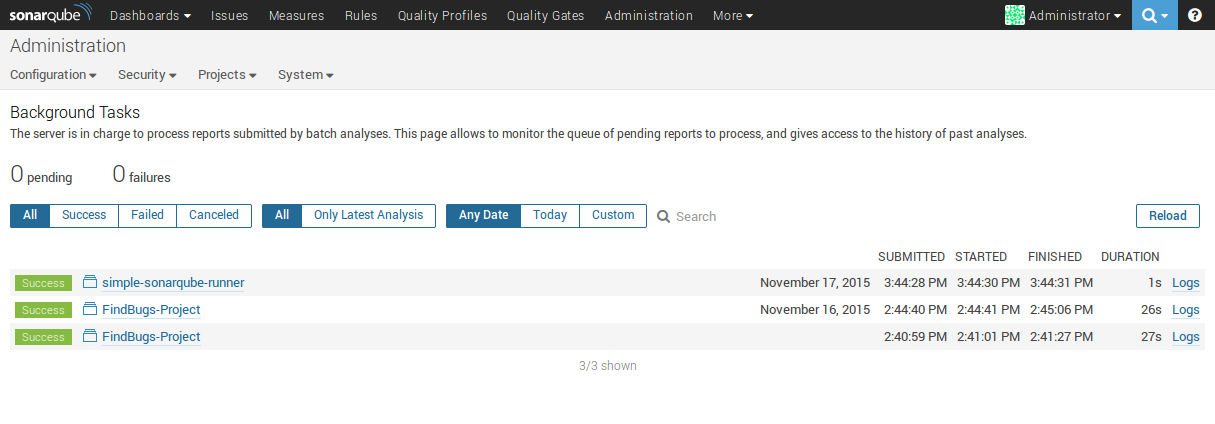 sonarqube Dashboards Issues Measures Rules Quality Profiles Quality Gates Administration More Administrator ?
Administration
Configuration Security Projects System
Background Tasks
The server is in charge to process reports submitted by batch analyses. This page allows to monitor the queue of pending reports to process, and gives access to the history of past analyses.
0 pending 0 failures
All Success Failed Canceled All Only Latest Analysis Any Date Today Custom Search Reload
SUBMITTED STARTED FINISHED DURATION
Success simple-sonarqube-runner November 17, 2015 3:44:28 PM 3:44:30 PM 3:44:31 PM 1s Logs
Success FindBugs-Project November 16, 2015 2:44:40 PM 2:44:41 PM 2:45:06 PM 26s Logs
Success FindBugs-Project 2:40:59 PM 2:41:01 PM 2:41:27 PM 27s Logs
3/3 shown